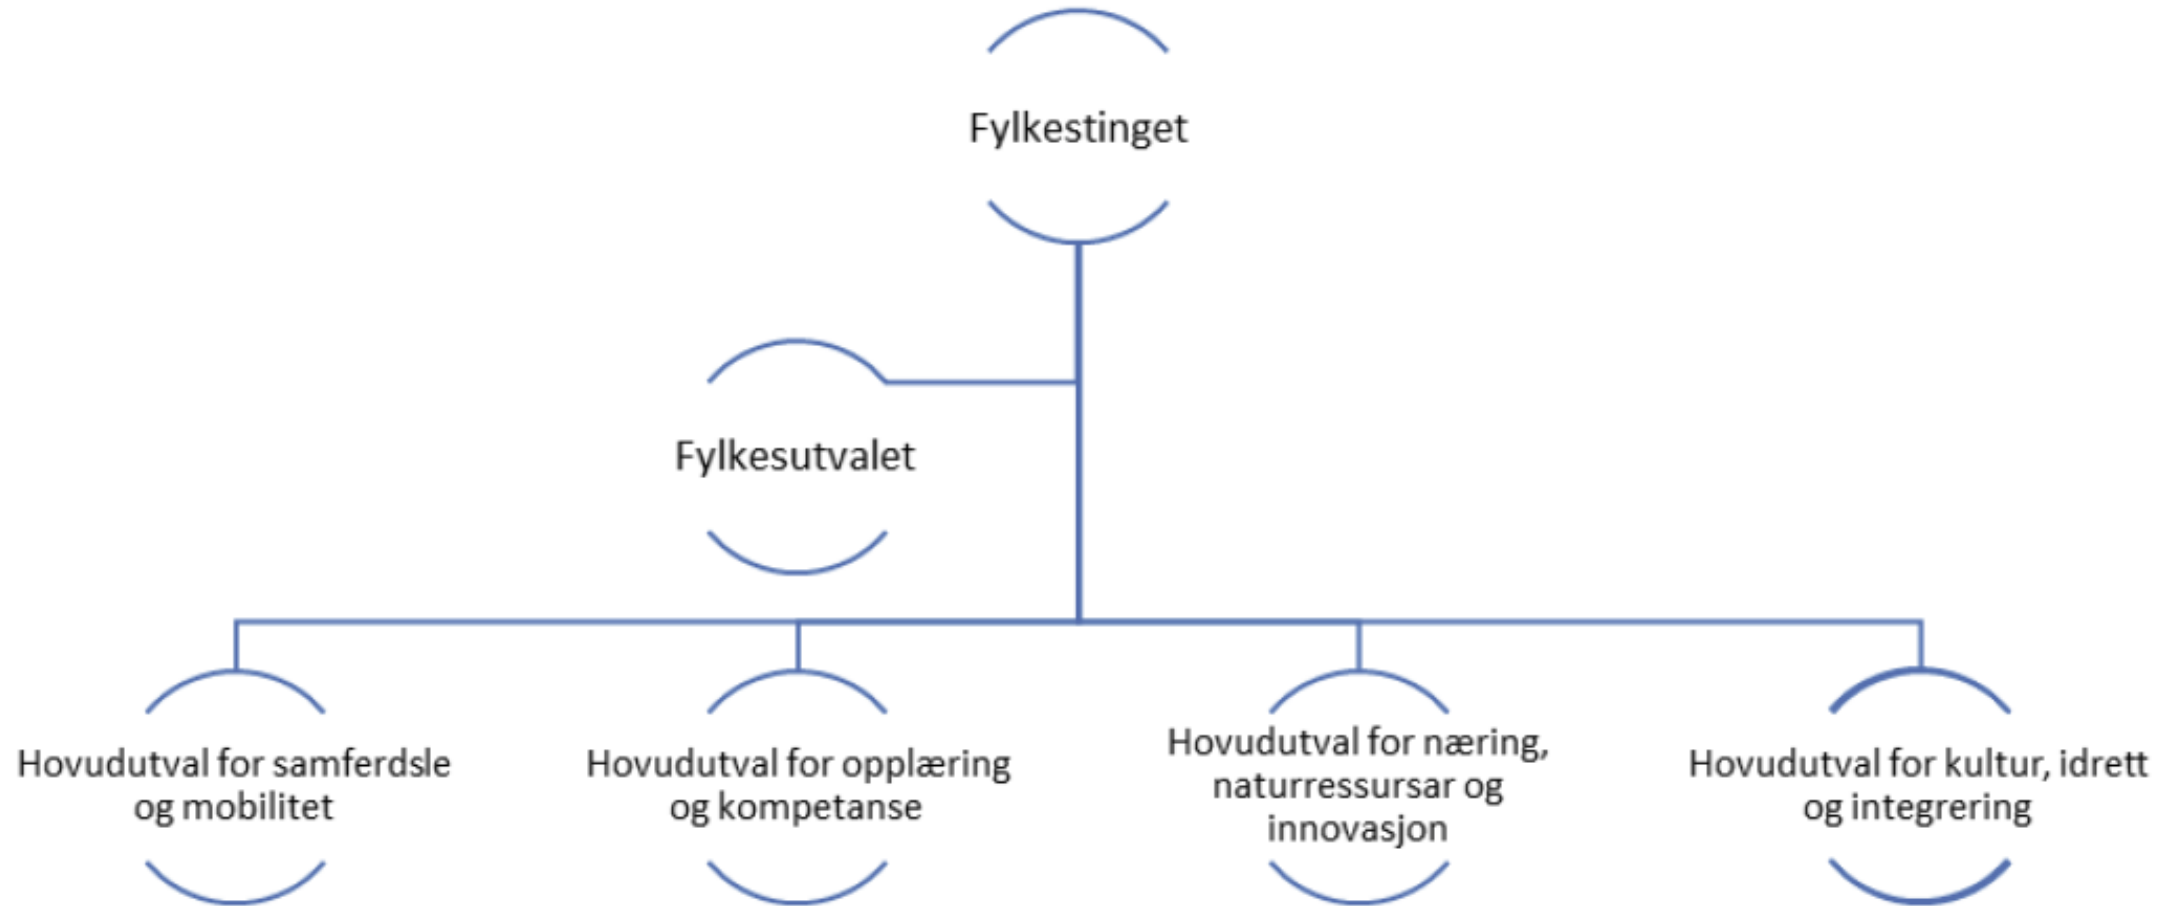 Fylkestinget
Fylkesutvalet
Hovudutval for samferdsle
og mobilitet
Hovudutval for opplæring
og kompetanse
Hovudutval for næring,
naturressursar og
innovasjon
Hovudutval for kultur, idrett
og integrering